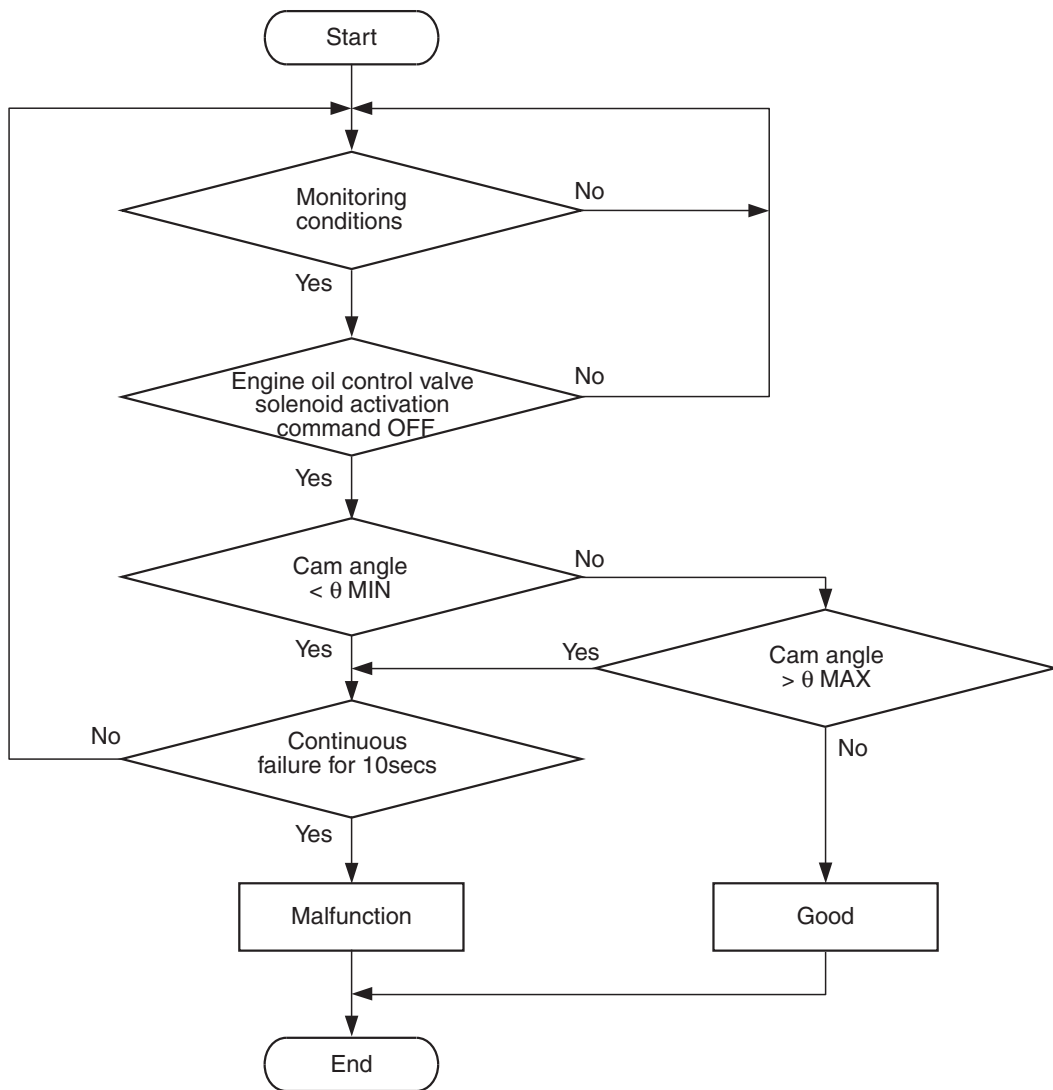 Start
Monitoring
conditions
No
Yes
Engine oil control valve
solenoid activation
command OFF
No
Yes
Cam angle
< θ MIN
No
Yes
Cam angle
> θ MAX
Yes
No
Continuous
failure for 10secs
No
Yes
Malfunction
Good
End